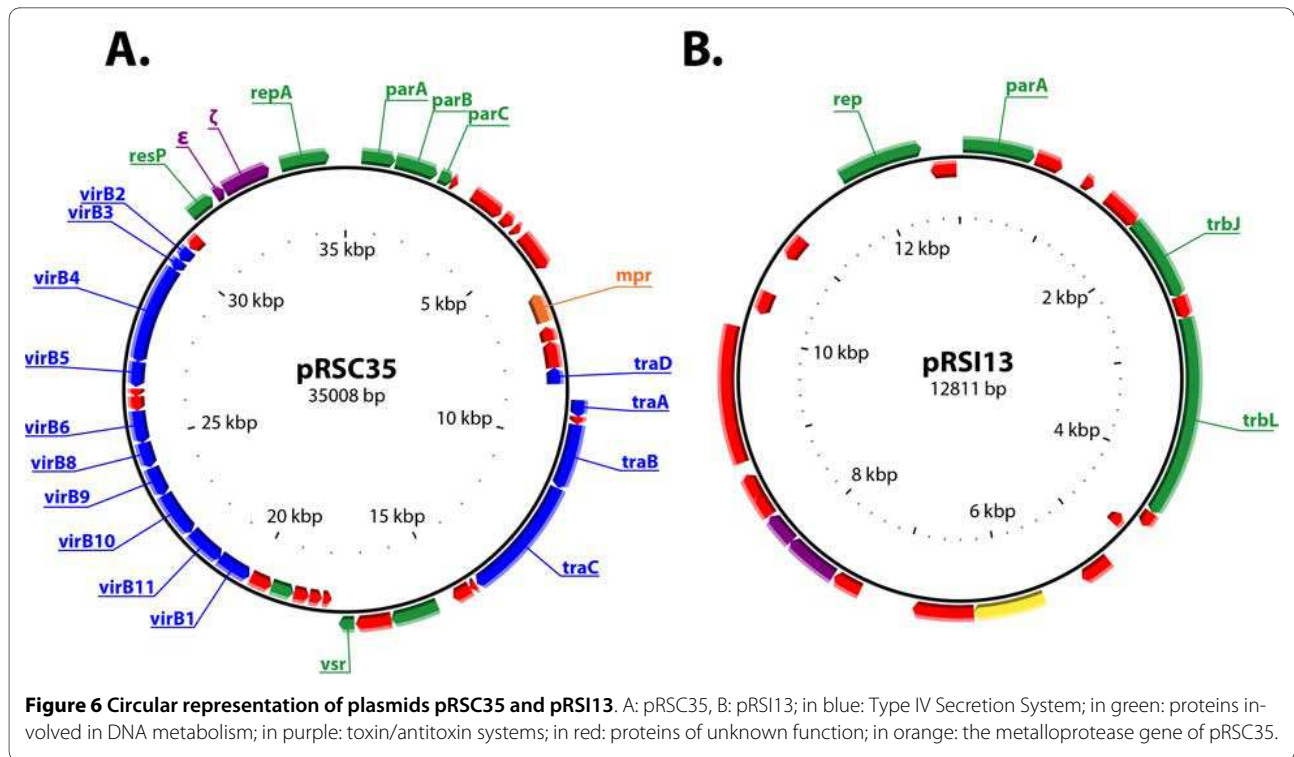 A.
repA
parA
parB
parC
ζ
ε
resP
virB2
virB3
virB4
virB5
virB6
virB8
virB9
virB10
virB11
virB1
vsr
traC
traB
traA
traD
mpr
35 kbp
5 kbp
10 kbp
15 kbp
20 kbp
25 kbp
30 kbp
pRSC35
35008 bp
B.
rep
parA
trbJ
trbL
12 kbp
2 kbp
4 kbp
6 kbp
8 kbp
10 kbp
pRSI13
12811 bp
Figure 6 Circular representation of plasmids pRSC35 and pRSI13. A: pRSC35, B: pRSI13; in blue: Type IV Secretion System; in green: proteins in-
volved in DNA metabolism; in purple: toxin/antitoxin systems; in red: proteins of unknown function; in orange: the metalloprotease gene of pRSC35.